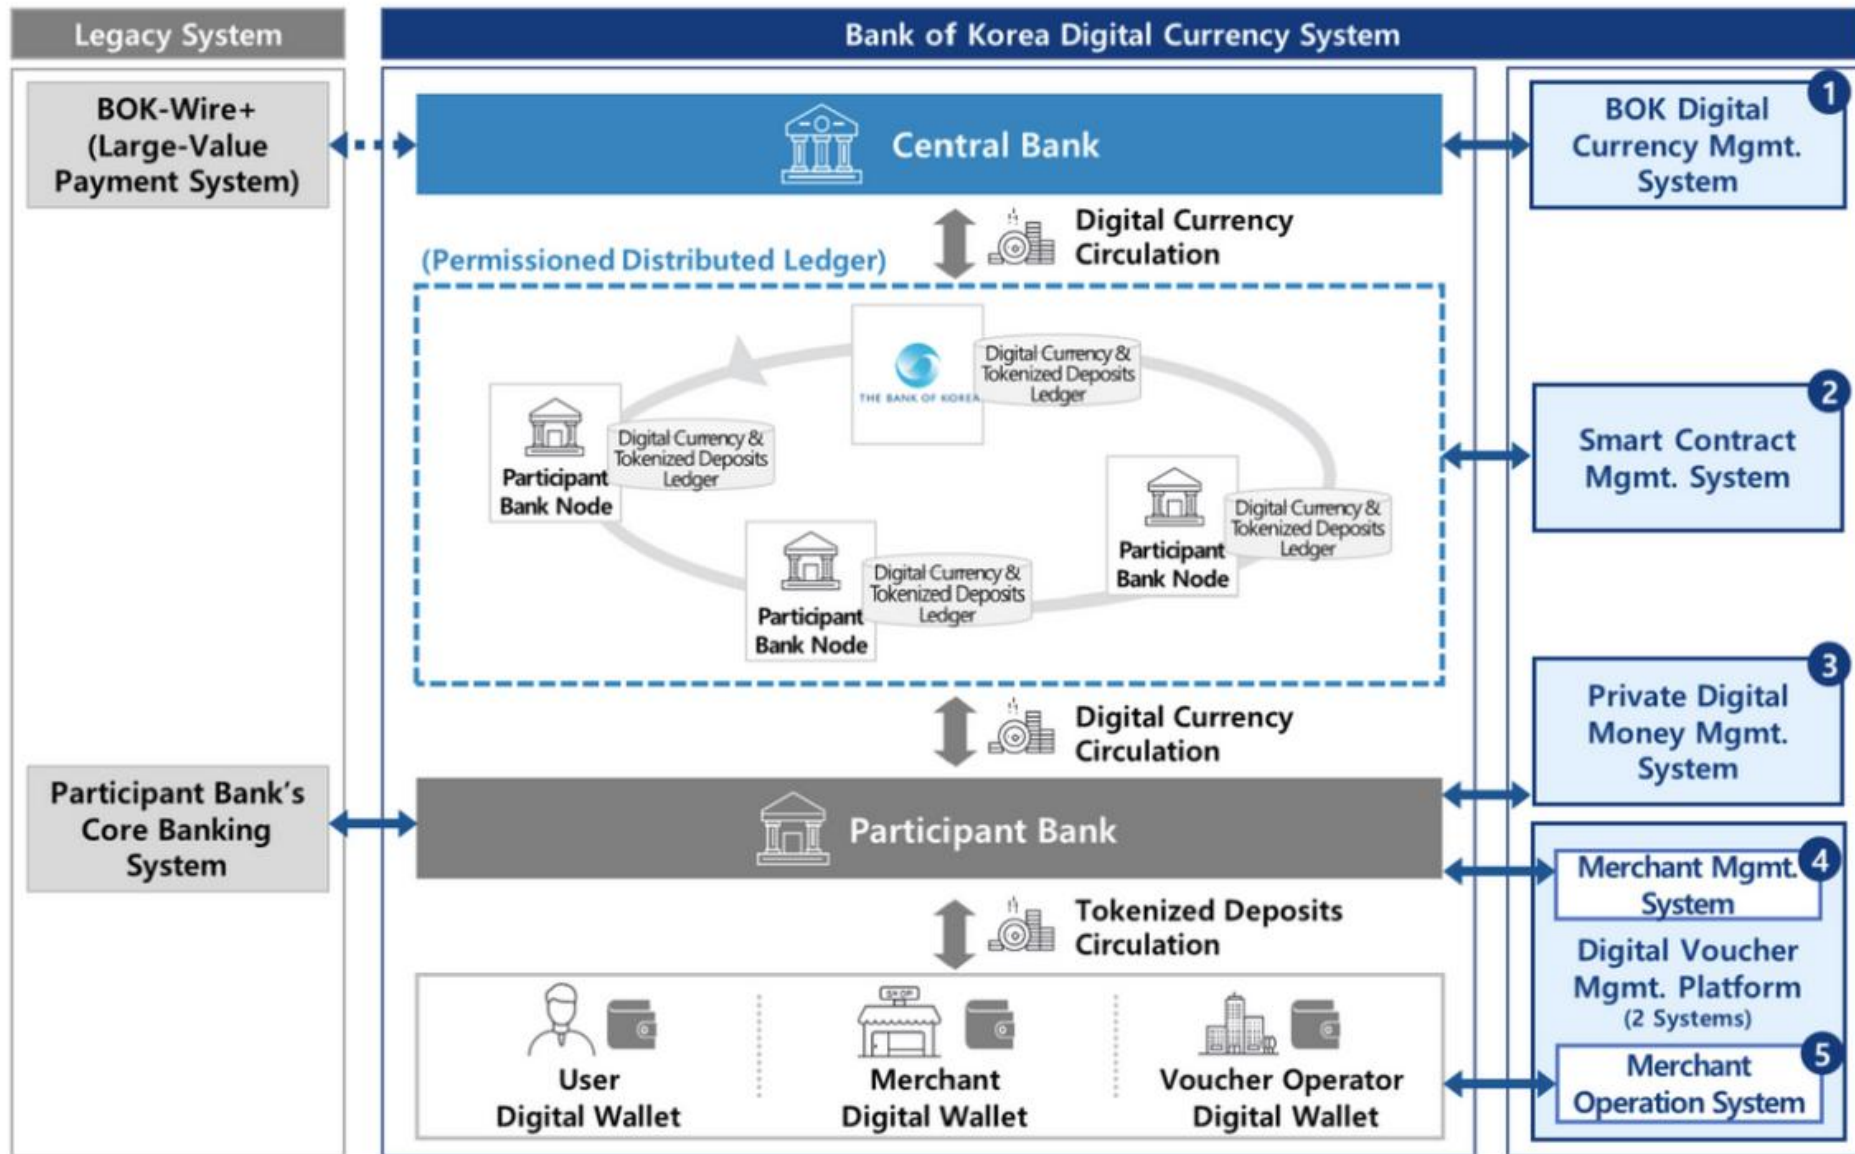 Legacy System
Bank of Korea Digital Currency System
BOK-Wire+
(Large-Value
Payment System)
Central Bank
1
BOK Digital
Currency Mgmt.
System
Digital Currency
Circulation
(Permissioned Distributed Ledger)
THE BANK OF KOREA
Digital Currency &
Tokenized Deposits
Ledger
Participant
Bank Node
Digital Currency &
Tokenized Deposits
Ledger
Participant
Bank Node
Digital Currency &
Tokenized Deposits
Ledger
Participant
Bank Node
Digital Currency &
Tokenized Deposits
Ledger
2
Smart Contract
Mgmt. System
Digital Currency
Circulation
3
Private Digital
Money Mgmt.
System
Participant Bank's
Core Banking
System
Participant Bank
4
Merchant Mgmt.
System
Digital Voucher
Mgmt. Platform
(2 Systems)
5
Merchant
Operation System
Tokenized Deposits
Circulation
User
Digital Wallet
SHOP
Merchant
Digital Wallet
Voucher Operator
Digital Wallet